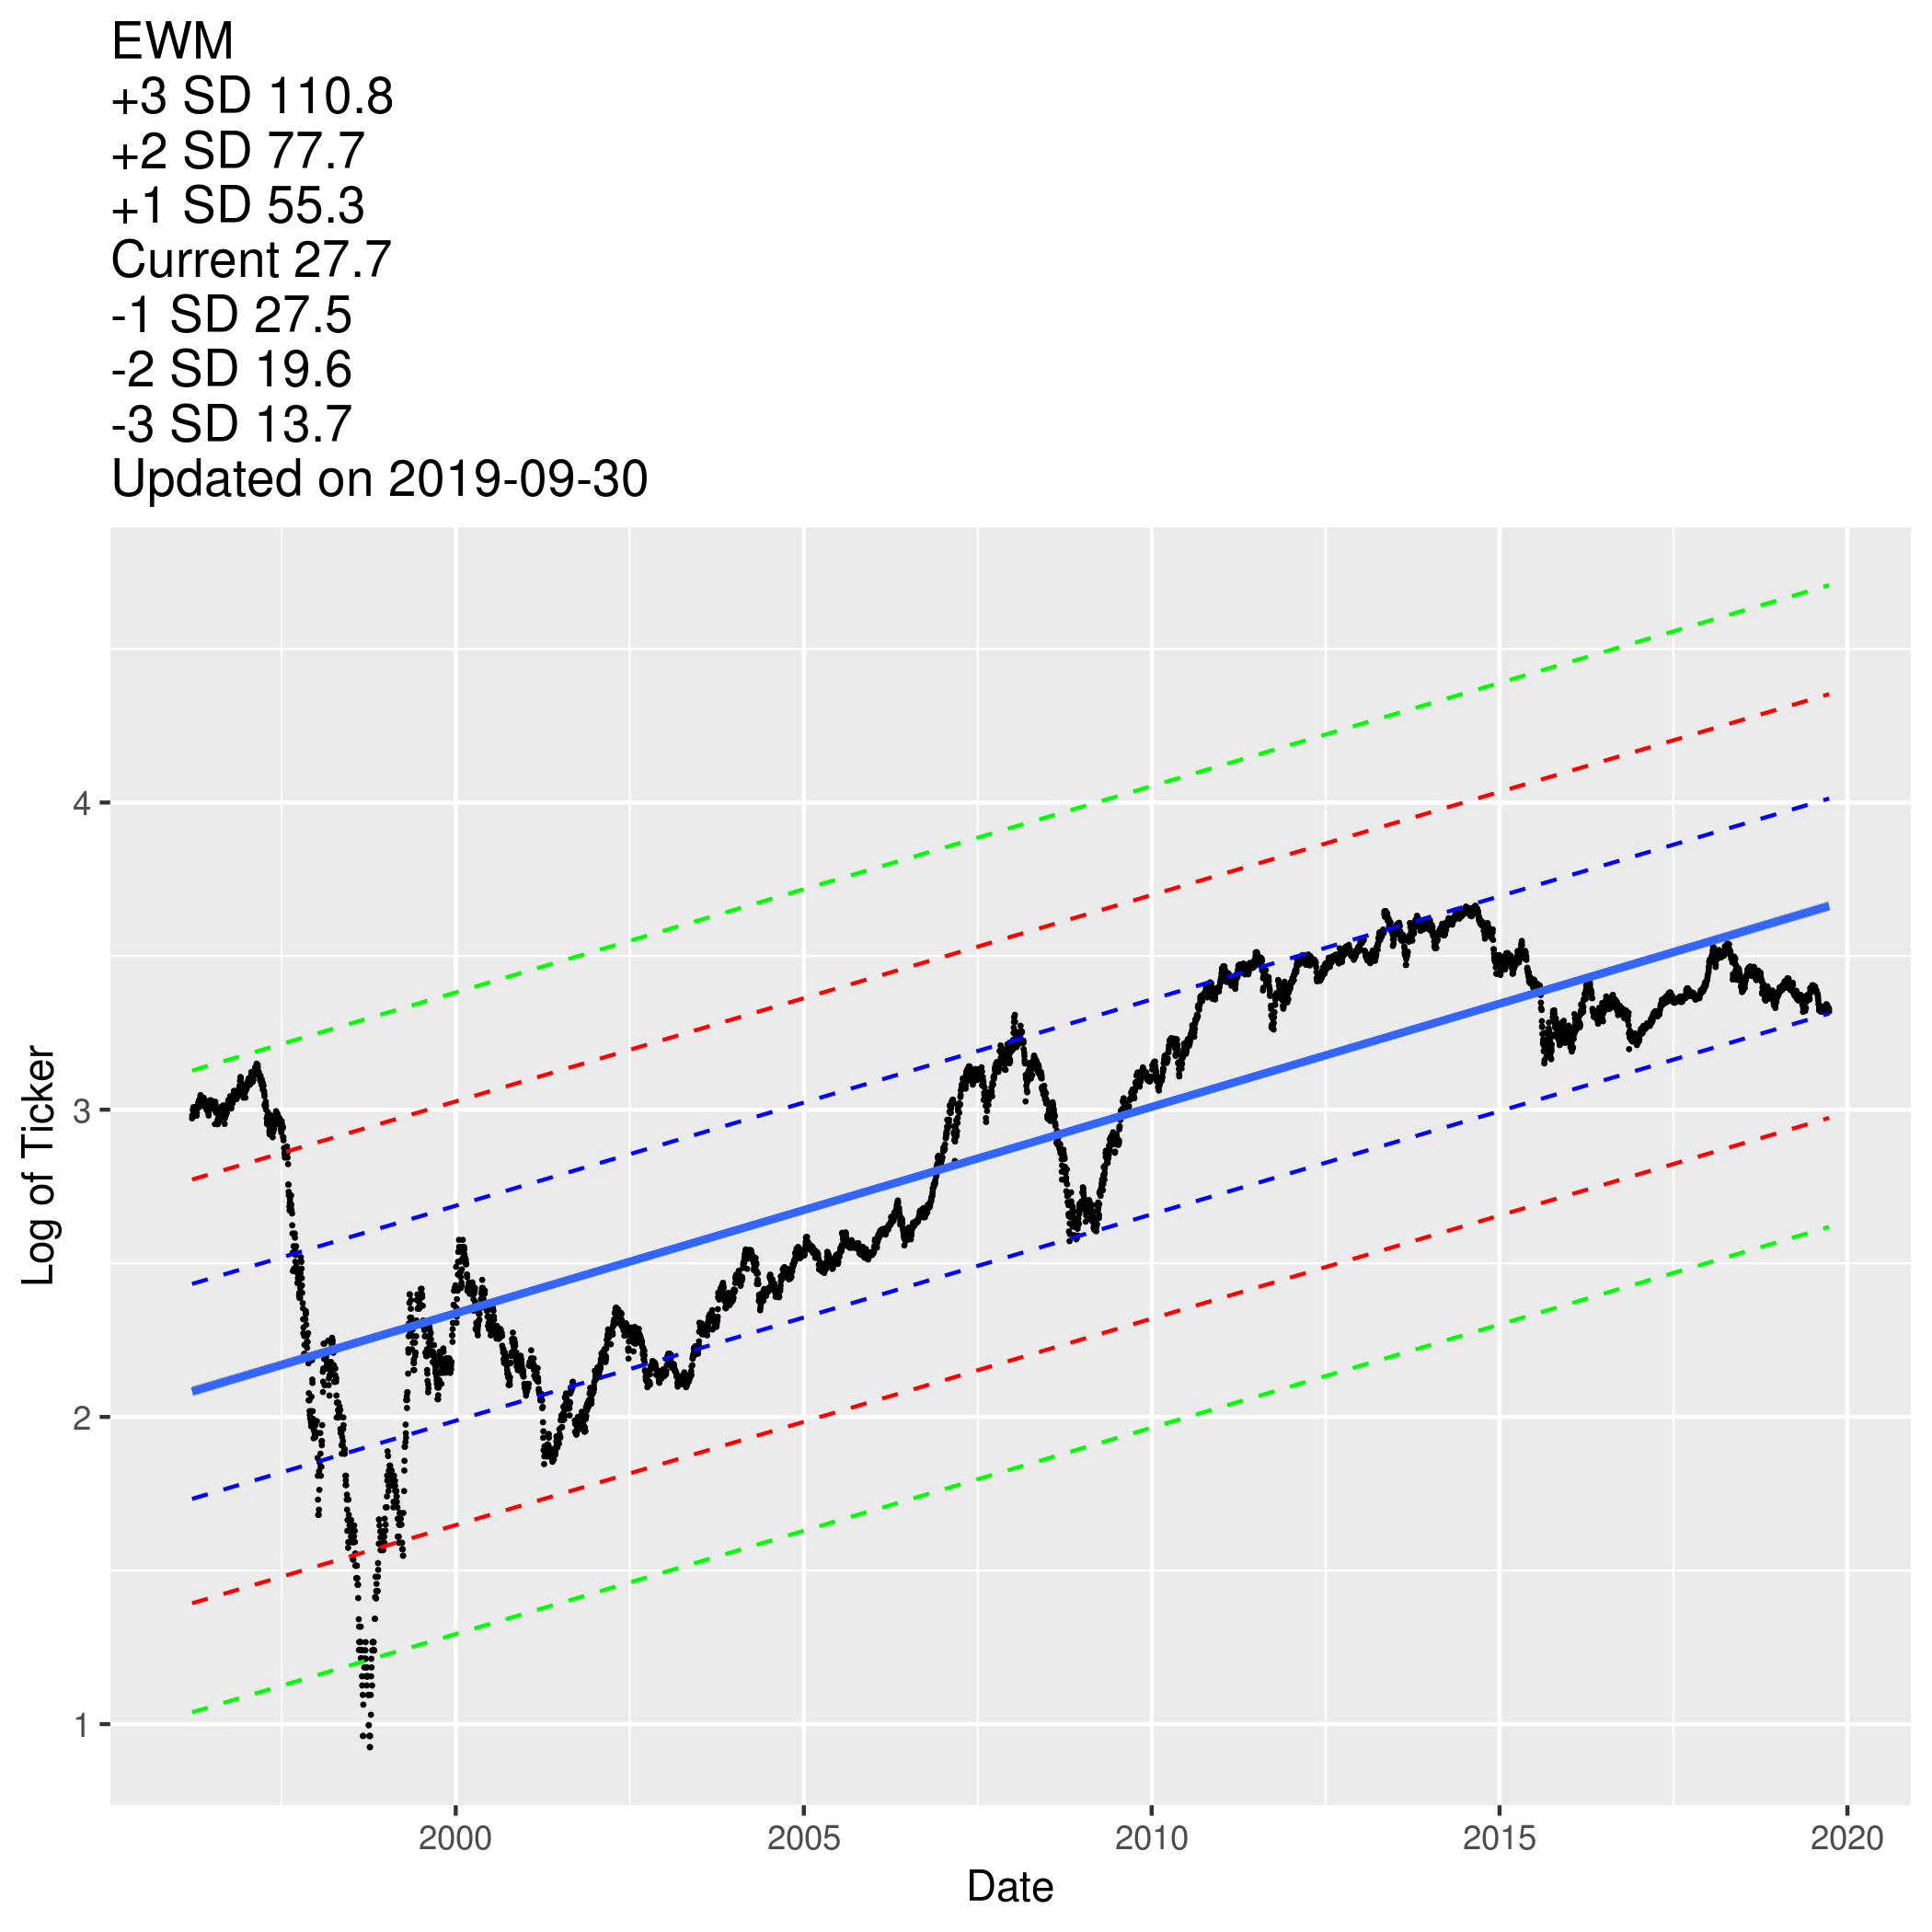 EWM
+3 SD 110.8
+2 SD 77.7
+1 SD 55.3
Current 27.7
-1 SD 27.5
-2 SD 19.6
-3 SD 13.7
Updated on 2019-09-30
Log of Ticker
4
3
2
1
2000 2005 2010 2015 2020
Date